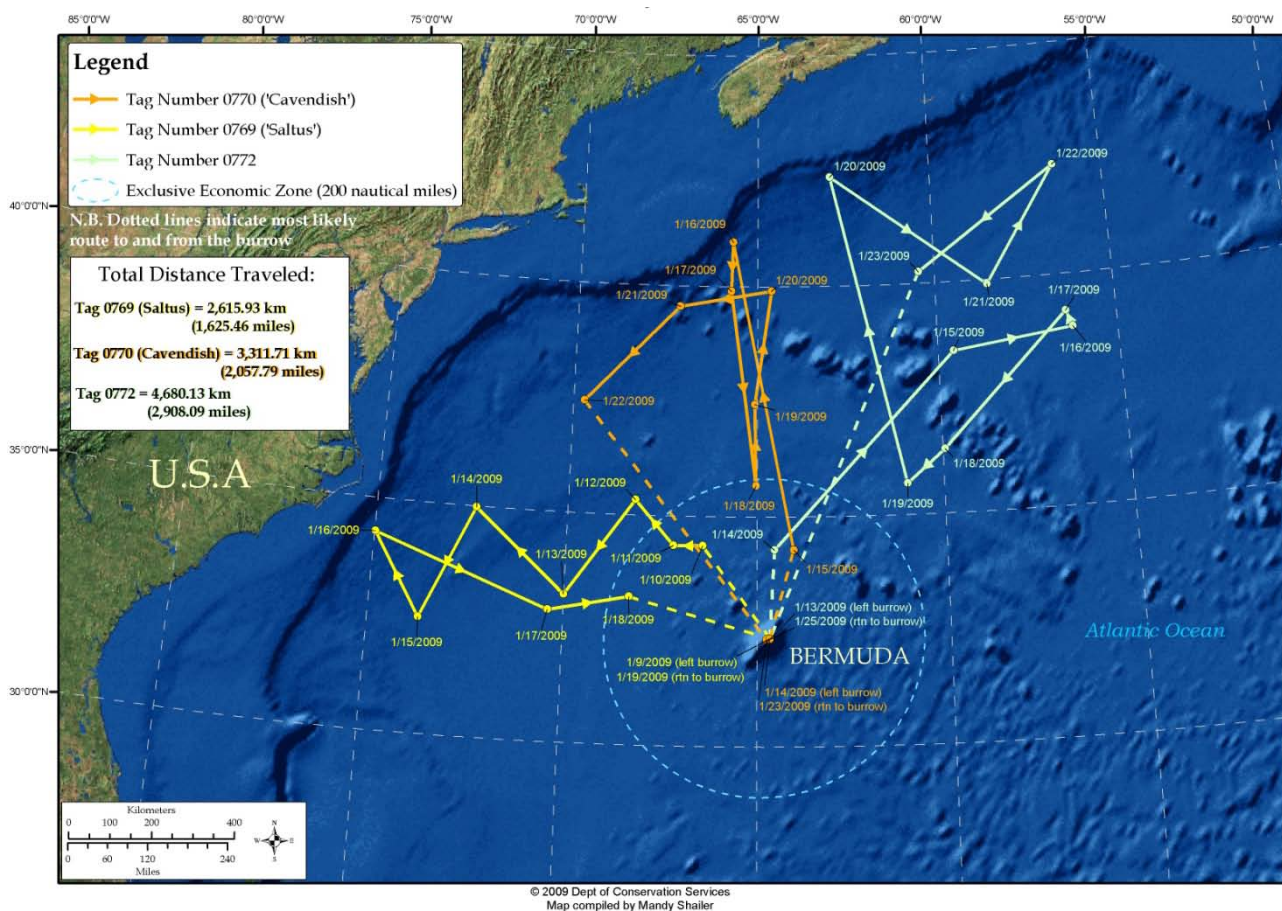 85°0'0"W
80°0'0"W
70°0'0"W
65°0'0"W
60°0'0"W
55°0'0"W
50°0'0"W
Legend
Tag Number 0770 ('Cavendish')
Tag Number 0769 ('Saltus')
Tag Number 0772
Exclusive Economic Zone (200 nautical miles)
N.B. Dotted lines indicate most likely
route to and from the burrow
40°0'0"N
Total Distance Traveled:
Tag 0769 (Saltus) = 2,615.93 km
(1,625.46 miles)
Tag 0770 (Cavendish) = 3,311.71 km
(2,057.79 miles)
Tag 0772 = 4,680.13 km
(2,908.09 miles)
35°0'0"N
U.S.A
30°0'0"N
1/20/2009
1/22/2009
1/16/2009
1/23/2009
1/17/2009
1/20/2009
1/21/2009
1/21/2009
1/17/2009
1/15/2009
1/16/2009
1/22/2009
1/19/2009
1/18/2009
1/19/2009
1/18/2009
1/14/2009
1/12/2009
1/16/2009
1/14/2009
1/13/2009
1/11/2009
1/10/2009
1/15/2009
1/15/2009
1/17/2009
1/18/2009
1/13/2009 (left burrow)
1/25/2009 (rtn to burrow)
Atlantic Ocean
BERMUDA
1/9/2009 (left burrow)
1/19/2009 (rtn to burrow)
1/14/2009 (left burrow)
1/23/2009 (rtn to burrow)
Kilometers
0 100 200 400
N
W E
S
0 60 120 240
Miles
© 2009 Dept of Conservation Services
Map compiled by Mandy Shailer